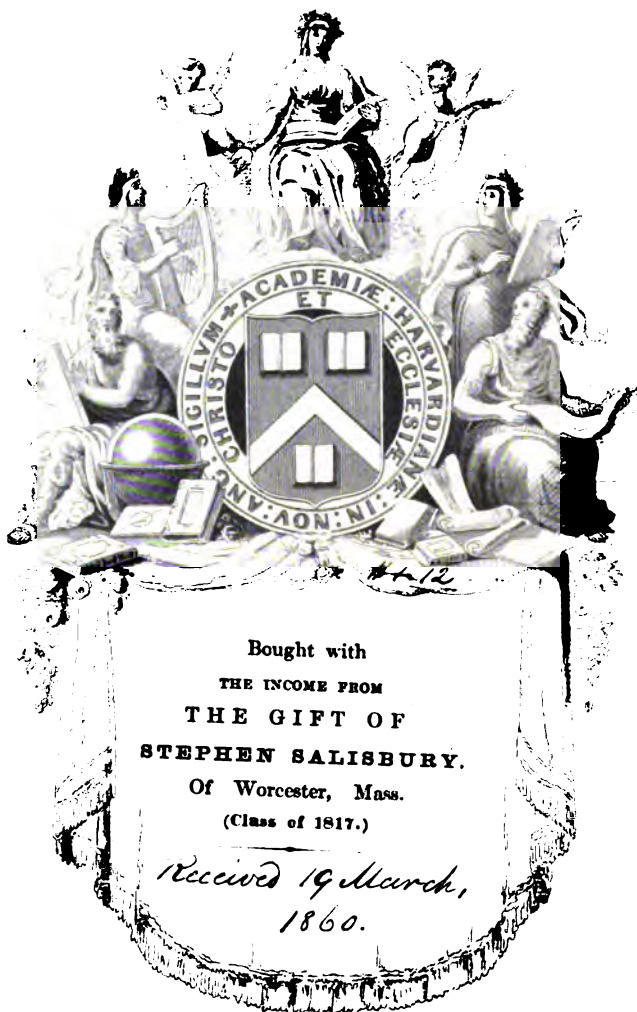 SIGILLVM ✢ ACADEMIÆ : HARVARDIANÆ : IN : NOV : ANG.
CHRISTO ET ECCLESIÆ
Bought with
THE INCOME FROM
THE GIFT OF
STEPHEN SALISBURY.
Of Worcester, Mass.
(Class of 1817.)
Received 19 March,
1860.